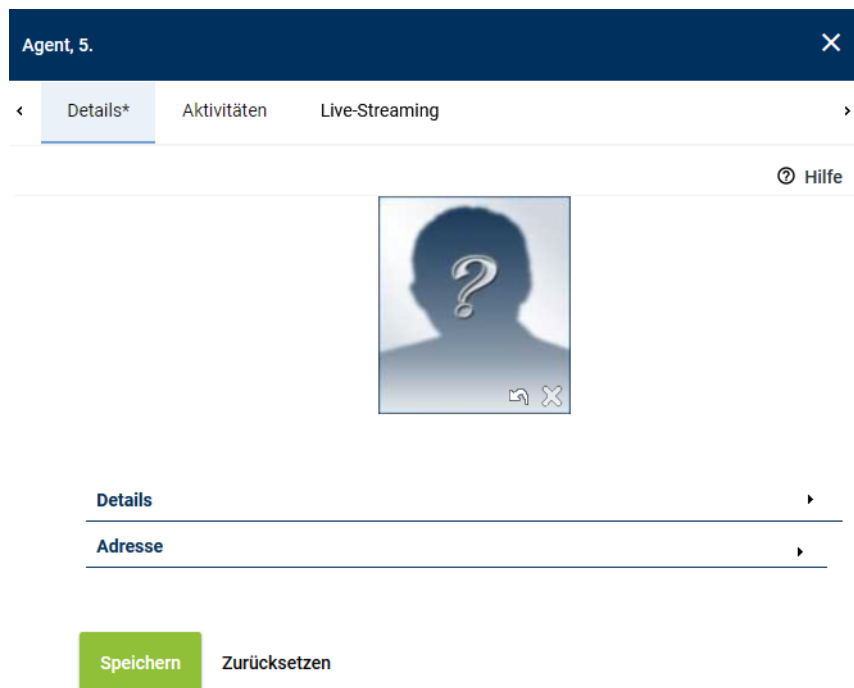 Agent, 5.
Details* Aktivitäten Live-Streaming
Hilfe
?
Details
Adresse
Speichern Zurücksetzen